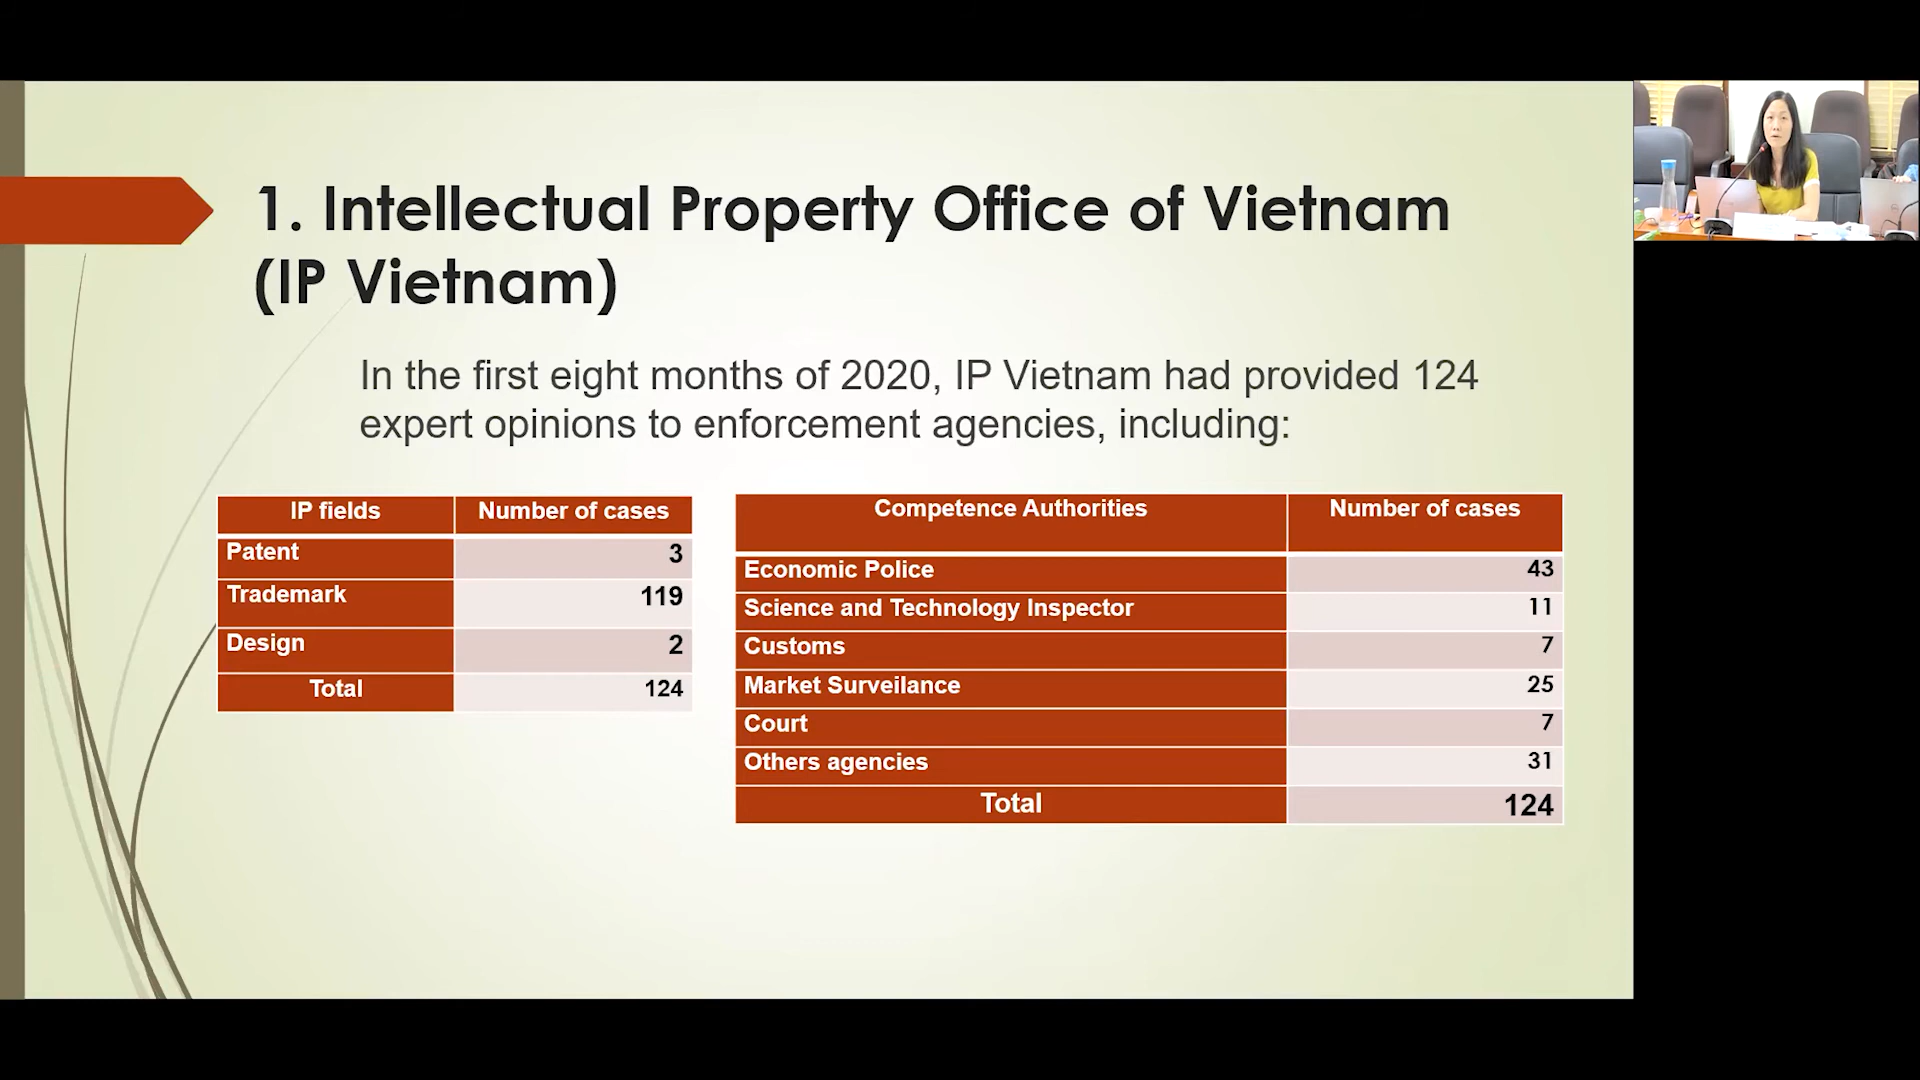 1. Intellectual Property Office of Vietnam
(IP Vietnam)
In the first eight months of 2020, IP Vietnam had provided 124
expert opinions to enforcement agencies, including:
IP fields Number of cases
Patent 3
Trademark 119
Design 2
Total 124
Competence Authorities Number of cases
Economic Police 43
Science and Technology Inspector 11
Customs 7
Market Surveilance 25
Court 7
Others agencies 31
Total 124